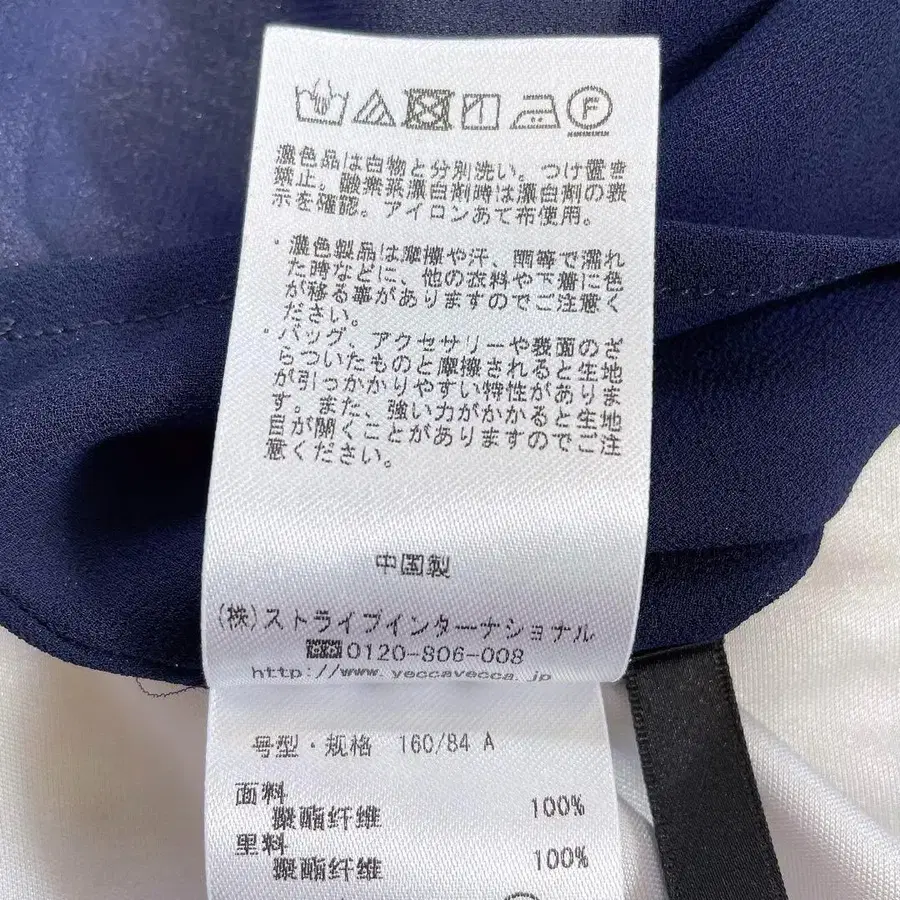 濃色品は白物と分別洗い。つけ置き
禁止。酸素系漂白剤時は漂白剤の表
示を確認。アイロンあて布使用。
・濃色製品は摩擦や汗、雨等で濡れ
た時などに、他の衣料や下着に色
が移る事がありますのでご注意く
ださい。
・バッグ、アクセサリーや表面のざ
らついたものと摩擦されると生地
が引っかかりやすい特性がありま
す。また、強い力がかかると生地
目が開くことがありますのでご注
意ください。
中国製
(株)ストライプインターナショナル
0120-806-008
http://www.yeccavecca.jp
号型・规格 160/84 A
面料
聚酯纤维 100%
里料
聚酯纤维 100%